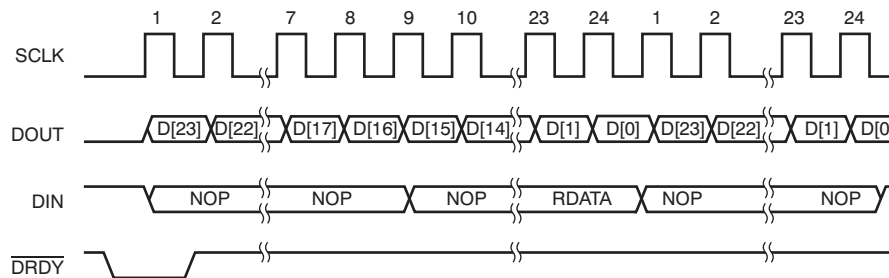 1 2 7 8 9 10 23 24 1 2 23 24
SCLK
DOUT D[23] D[22] D[17] D[16] D[15] D[14] D[1] D[0] D[23] D[22] D[1] D[0
DIN NOP NOP NOP RDATA NOP NOP
DRDY